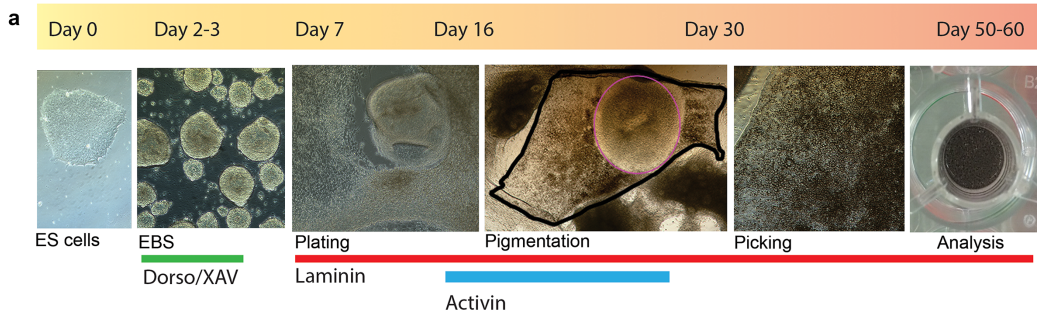 a
Day 0 Day 2-3 Day 7 Day 16 Day 30 Day 50-60
B2
ES cells EBS Plating Pigmentation Picking Analysis
Dorso/XAV Laminin
Activin